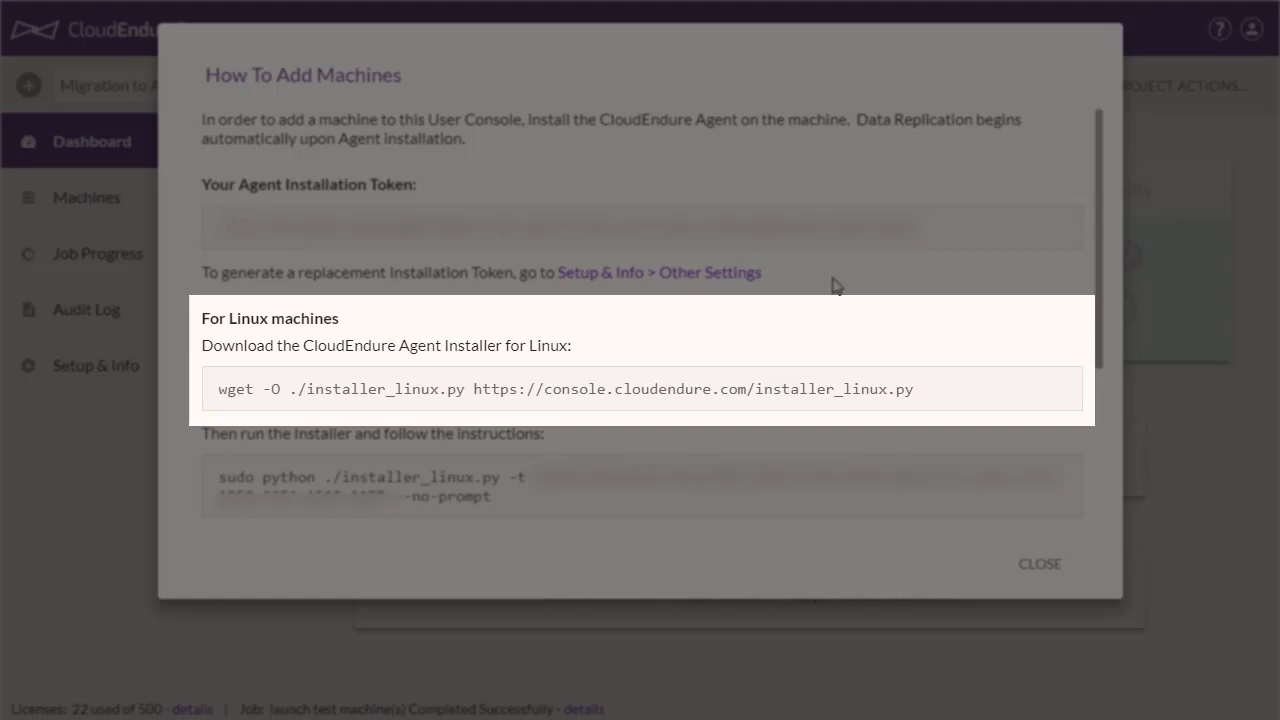 CloudEndu
How To Add Machines
Migration to A
ROJECT ACTIONS...
In order to add a machine to this User Console, install the CloudEndure Agent on the machine. Data Replication begins
automatically upon Agent installation.
Dashboard
Your Agent Installation Token:
Machines
Job Progress
To generate a replacement Installation Token, go to Setup & Info > Other Settings
Audit Log
For Linux machines
Download the CloudEndure Agent Installer for Linux:
Setup & Info
wget -O ./installer_linux.py https://console.cloudendure.com/installer_linux.py
Then run the Installer and follow the instructions:
sudo python ./installer_linux.py -t
--no-prompt
CLOSE
Licenses: 22 used of 500 - details | Job: launch test machine(s) Completed Successfully - details